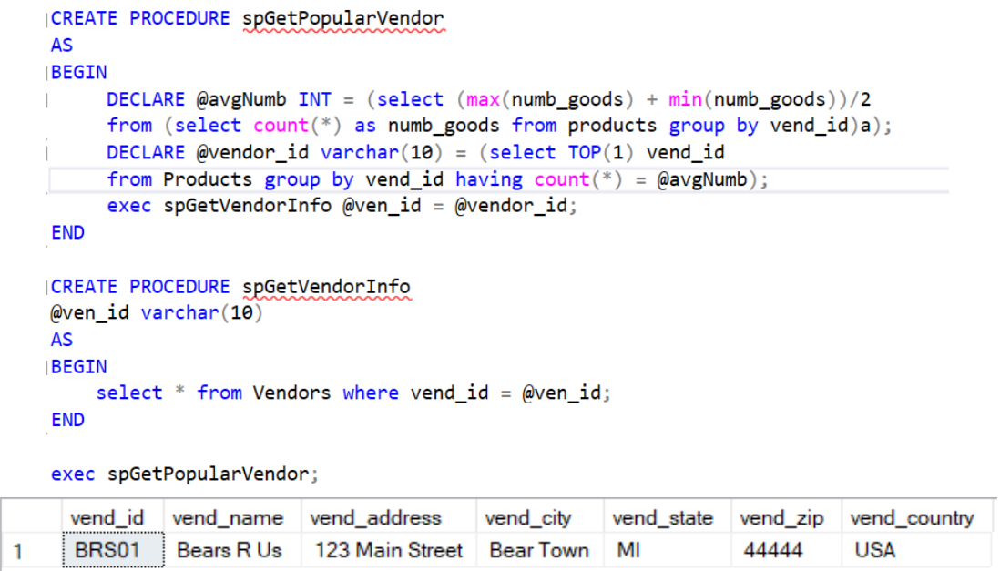 CREATE PROCEDURE spGetPopularVendor
AS
BEGIN
DECLARE @avgNumb INT = (select (max(numb_goods) + min(numb_goods))/2
from (select count(*) as numb_goods from products group by vend_id)a);
DECLARE @vendor_id varchar(10) = (select TOP(1) vend_id
from Products group by vend_id having count(*) = @avgNumb);
exec spGetVendorInfo @ven_id = @vendor_id;
END
CREATE PROCEDURE spGetVendorInfo
@ven_id varchar(10)
AS
BEGIN
select * from Vendors where vend_id = @ven_id;
END
exec spGetPopularVendor;
vend_id vend_name vend_address vend_city vend_state vend_zip vend_country
1 BRS01 Bears R Us 123 Main Street Bear Town MI 44444 USA